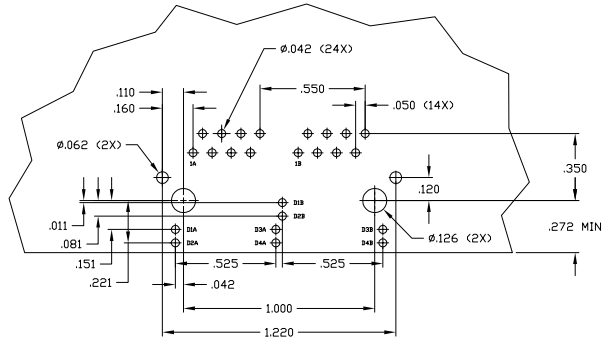 .110
ø.042 (24X)
.550
.160
.050 (14X)
ø.062 (2X)
1A
1B
.350
.120
D1B
.011
D2B
.272 MIN
D1A
D3A
D3B
.081
D2A
D4A
D4B
ø.126 (2X)
.151
.525
.525
.221
.042
1.000
1.220